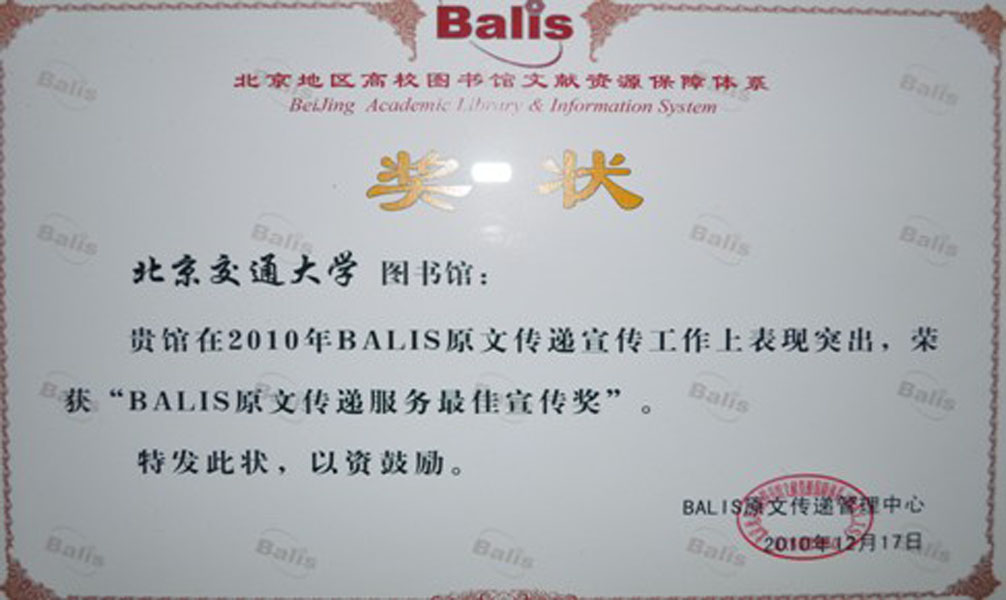 Balis
北京地区高校图书馆文献资源保障体系
BeiJing Academic Library & Information System
奖状
北京交通大学 图书馆：
贵馆在2010年BALIS原文传递宣传工作上表现突出，荣
获“BALIS原文传递服务最佳宣传奖”。
特发此状，以资鼓励。
BALIS原文传递管理中心
2010年12月17日